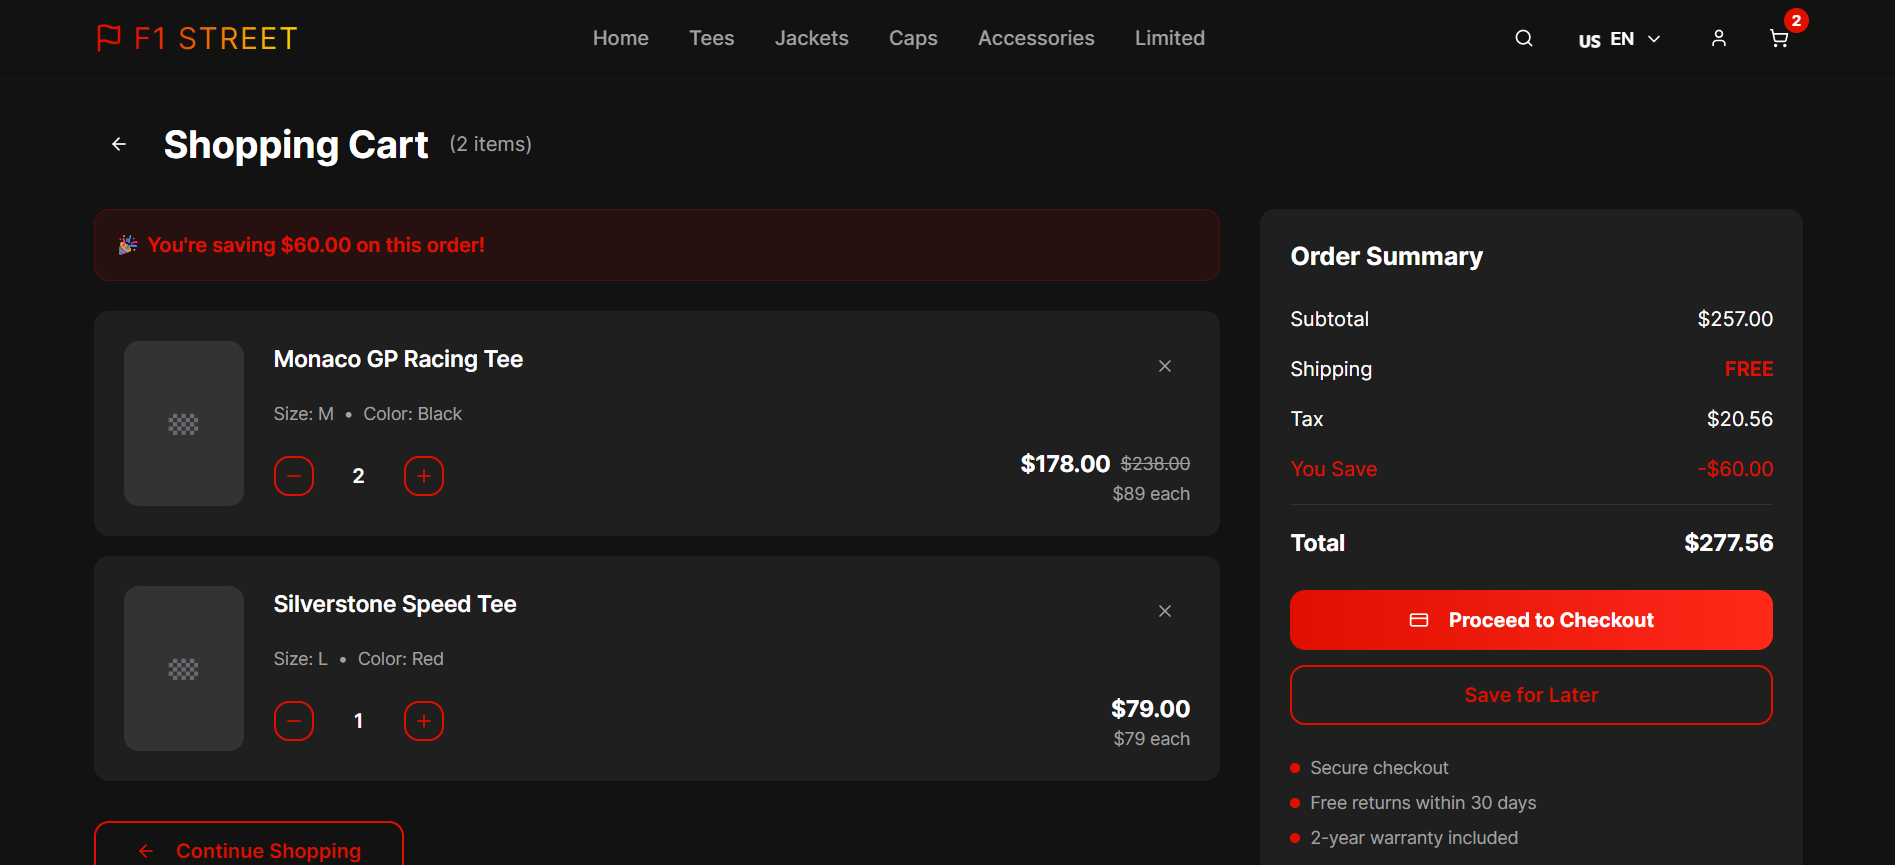 F1 STREET
Home Tees Jackets Caps Accessories Limited
US EN
2
Shopping Cart (2 items)
You're saving $60.00 on this order!
Monaco GP Racing Tee
Size: M • Color: Black
2
$178.00 $238.00
$89 each
Silverstone Speed Tee
Size: L • Color: Red
1
$79.00
$79 each
Continue Shopping
Order Summary
Subtotal $257.00
Shipping FREE
Tax $20.56
You Save -$60.00
Total $277.56
Proceed to Checkout
Save for Later
Secure checkout
Free returns within 30 days
2-year warranty included